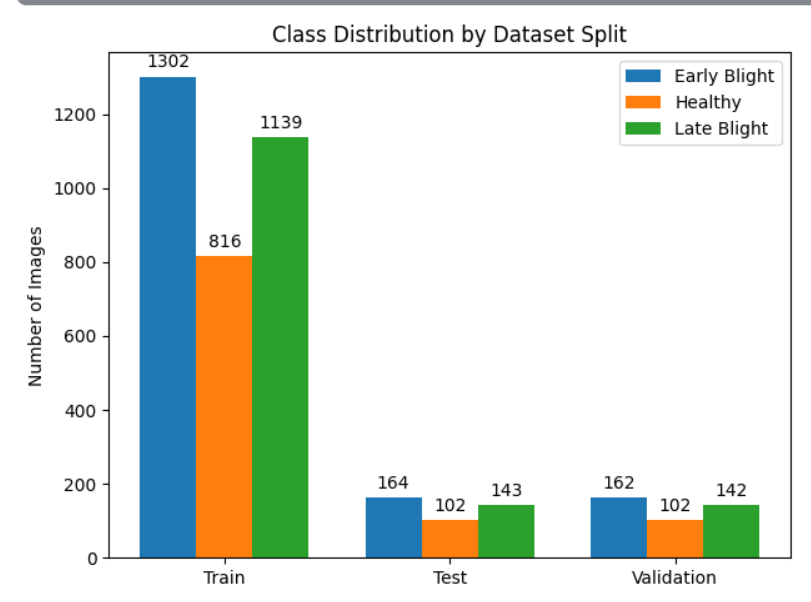 Class Distribution by Dataset Split
Number of Images
1200
1000
800
600
400
200
0
1302
816
1139
164
102
143
162
102
142
Train
Test
Validation
Early Blight
Healthy
Late Blight